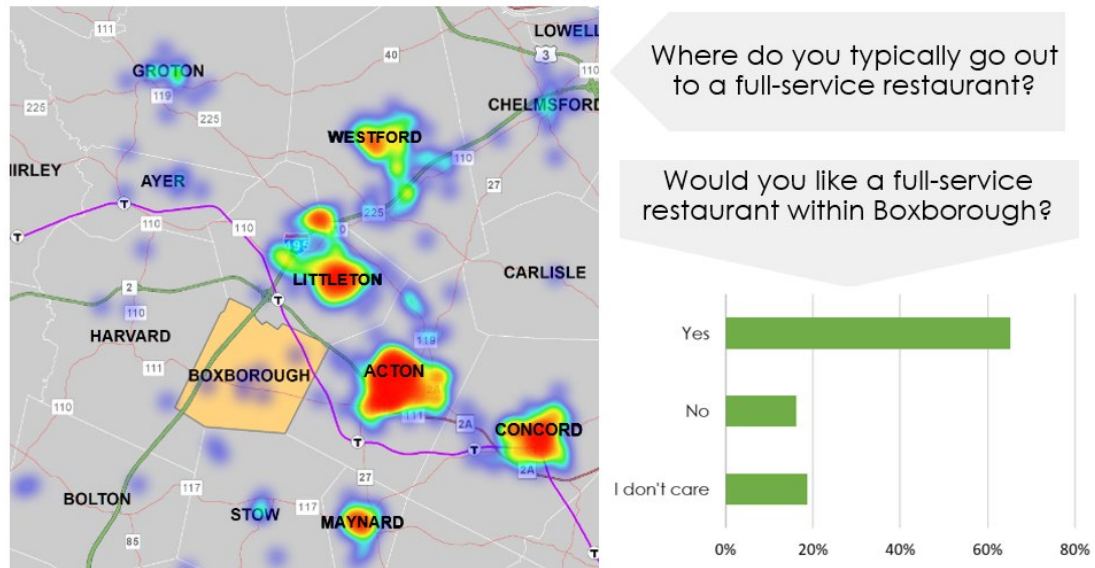 111
LOWELL
3
40
110
GROTON
119
225
225
CHELMSFORD
WESTFORD
110
HIRLEY
AYER
27
T
110
110
110
225
T
495
LITTLETON
CARLISLE
2
T
110
HARVARD
119
BOXBOROUGH
ACTON
111
110
111
2A
CONCORD
T
T
2A
27
BOLTON
117
STOW
117
MAYNARD
85
T
Where do you typically go out
to a full-service restaurant?
Would you like a full-service
restaurant within Boxborough?
Yes
No
I don't care
0%
20%
40%
60%
80%